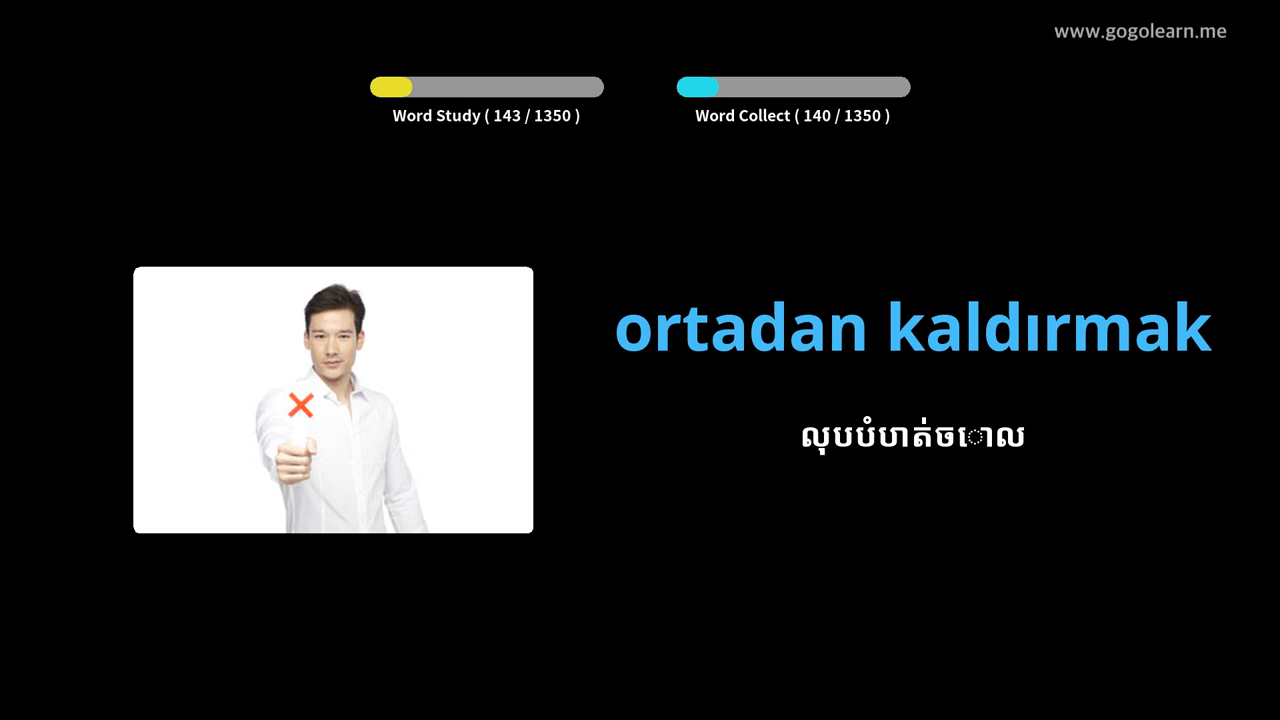 www.gogolearn.me
Word Study ( 143 / 1350 )
Word Collect ( 140 / 1350 )
ortadan kaldırmak
លុបបំបាត់ចោល